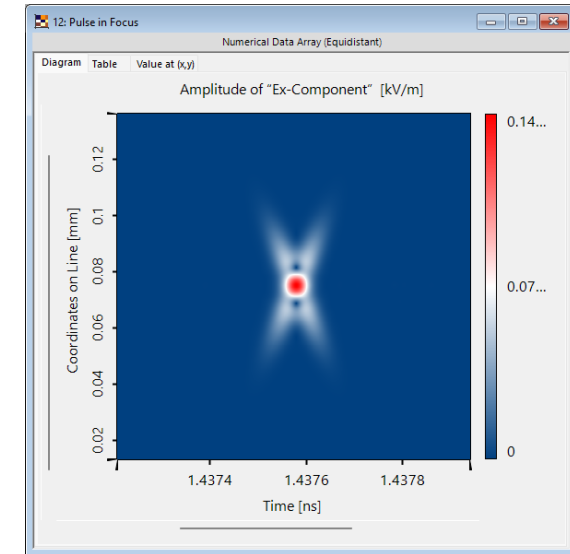 12: Pulse in Focus
Numerical Data Array (Equidistant)
Diagram Table Value at (x,y)
Amplitude of "Ex-Component" [kV/m]
0.14...
0.07...
0
Coordinates on Line [mm]
0.12
0.1
0.08
0.06
0.04
0.02
1.4374 1.4376 1.4378
Time [ns]